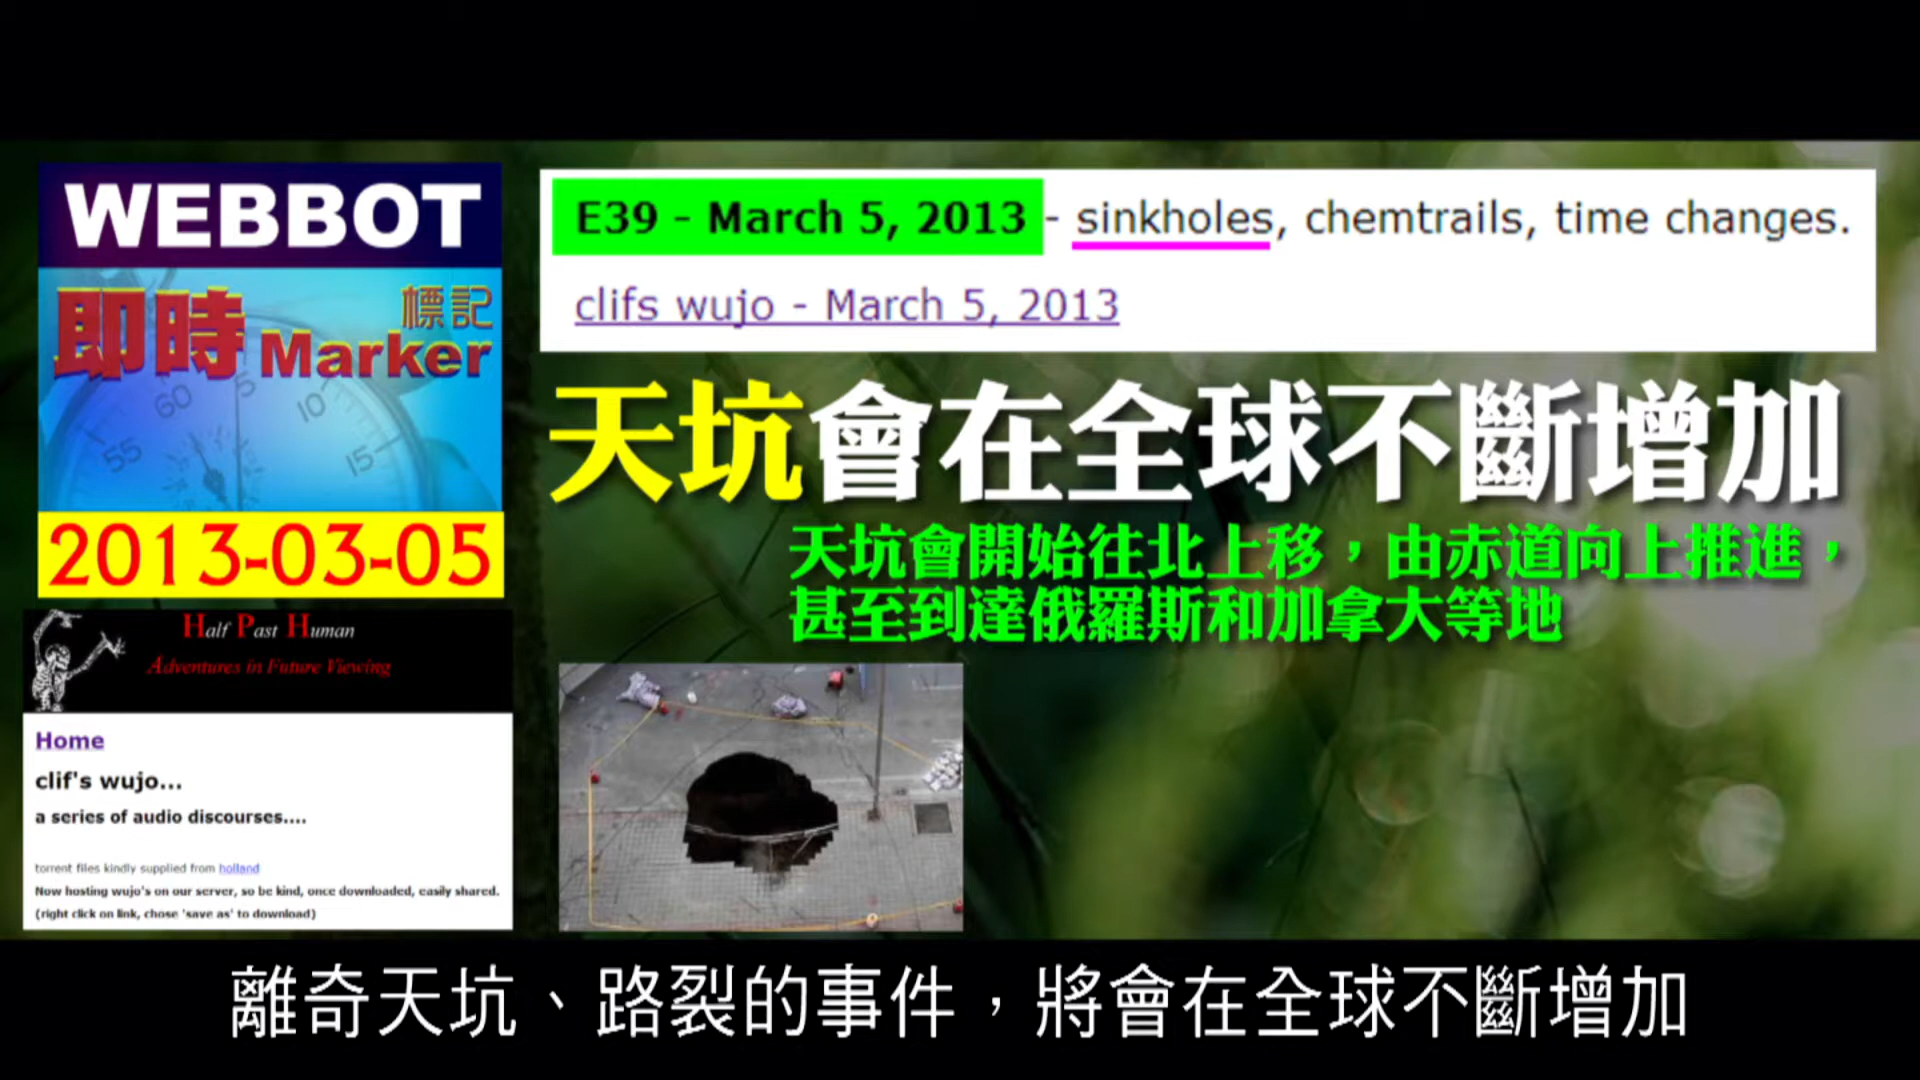 WEBBOT
即時 標記
Marker
60 5 10
55 15
2013-03-05
Half Past Human
Adventures in Future Viewing
Home
clif's wujo...
a series of audio discourses....
torrent files kindly supplied from holland
Now hosting wujo's on our server, so be kind, once downloaded, easily shared.
(right click on link, chose 'save as' to download)
E39 - March 5, 2013 - sinkholes, chemtrails, time changes.
clifs wujo - March 5, 2013
天坑會在全球不斷增加
天坑會開始往北上移，由赤道向上推進，
甚至到達俄羅斯和加拿大等地
離奇天坑、路裂的事件，將會在全球不斷增加